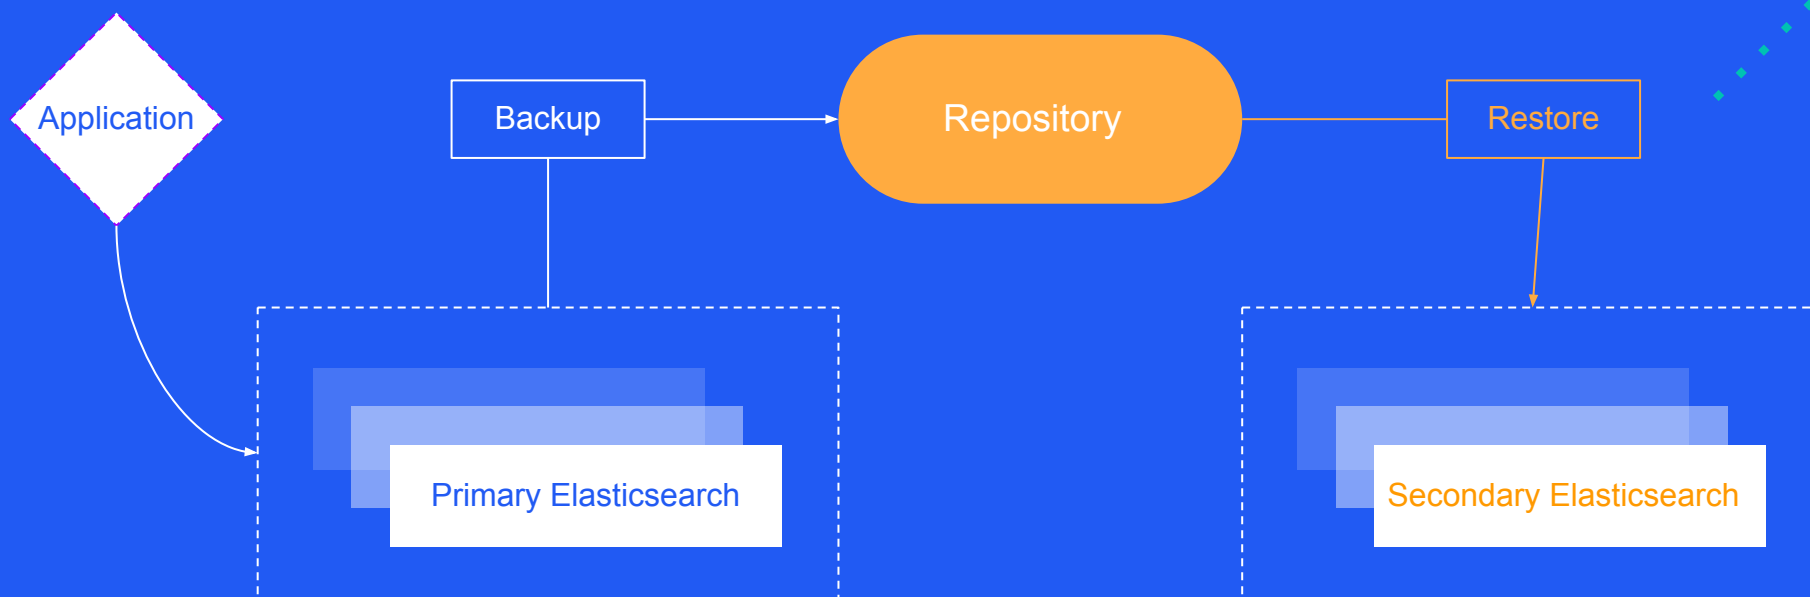 Application
Backup
Repository
Restore
Primary Elasticsearch
Secondary Elasticsearch